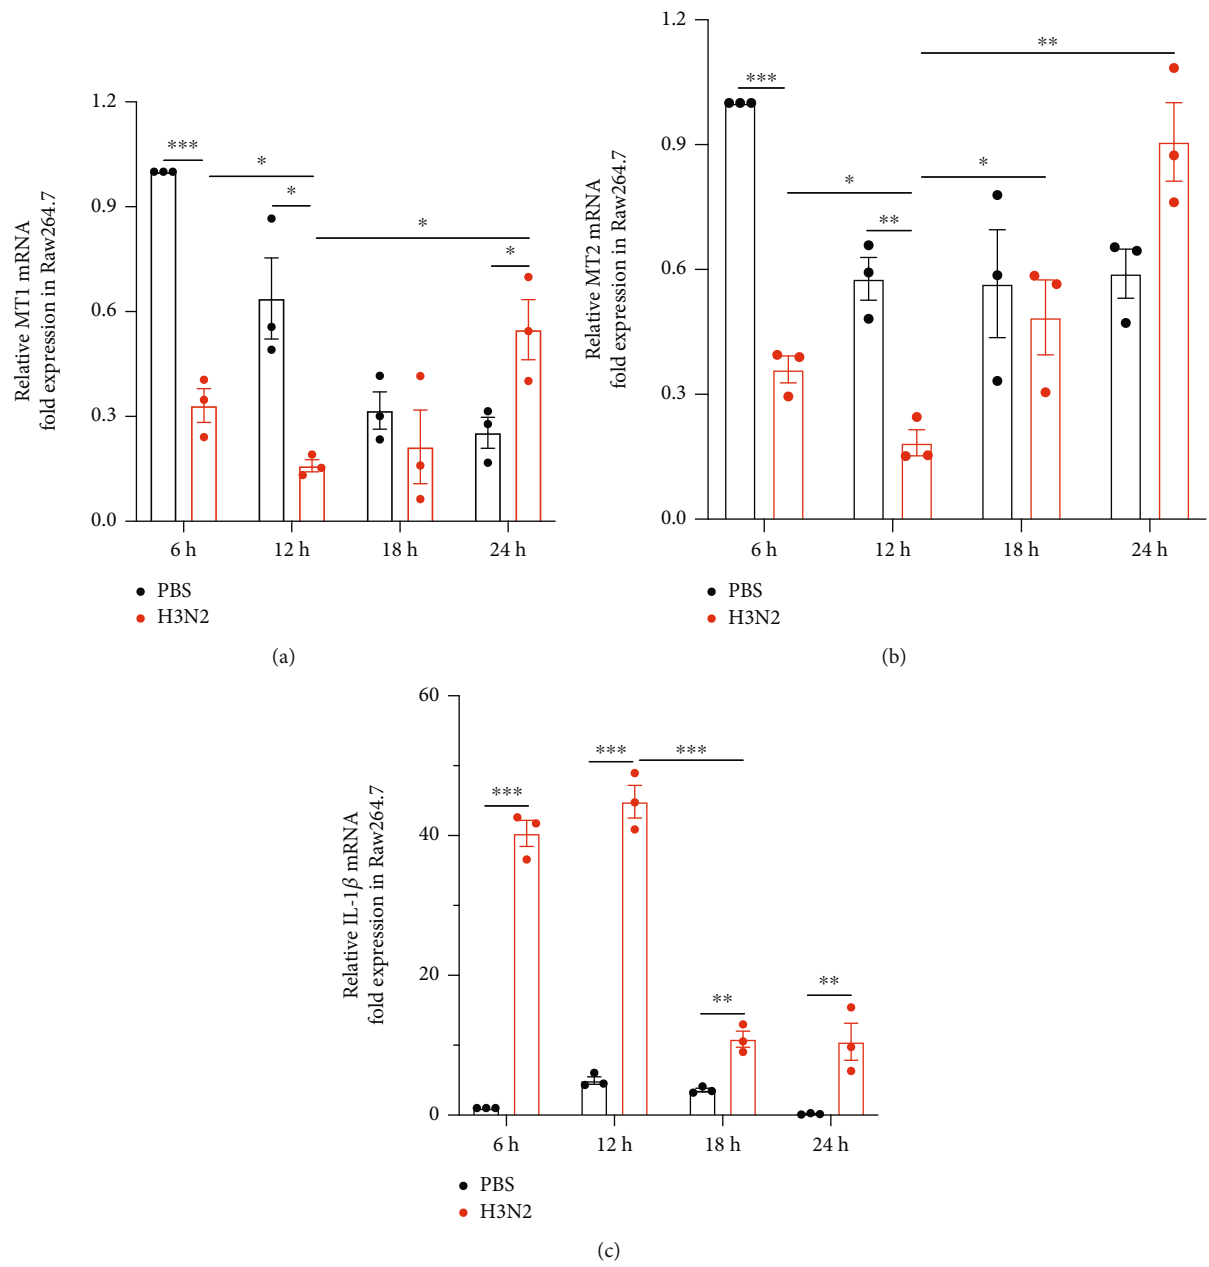 Relative MT1 mRNA
fold expression in Raw264.7
1.2
0.9
0.6
0.3
0.0
***
*
*
*
*
6 h
12 h
18 h
24 h
PBS
H3N2
(a)
Relative MT2 mRNA
fold expression in Raw264.7
1.2
0.9
0.6
0.3
0.0
***
**
*
*
**
6 h
12 h
18 h
24 h
PBS
H3N2
(b)
Relative IL-1β mRNA
fold expression in Raw264.7
60
40
20
0
***
***
***
**
**
6 h
12 h
18 h
24 h
PBS
H3N2
(c)